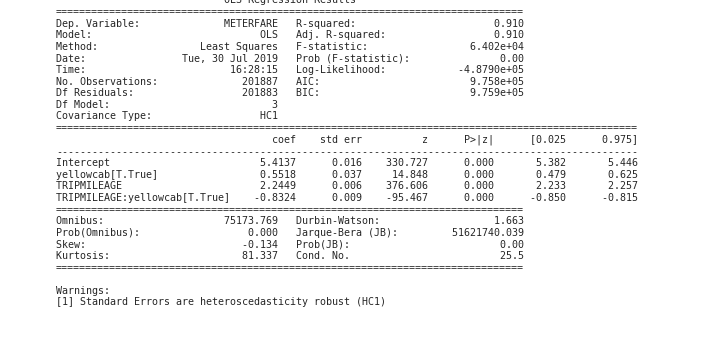 OLS Regression Results
==============================================================================
Dep. Variable:              METERFARE   R-squared:                       0.910
Model:                            OLS   Adj. R-squared:                  0.910
Method:                 Least Squares   F-statistic:                 6.402e+04
Date:                Tue, 30 Jul 2019   Prob (F-statistic):               0.00
Time:                        16:28:15   Log-Likelihood:            -4.8790e+05
No. Observations:              201887   AIC:                         9.758e+05
Df Residuals:                  201883   BIC:                         9.759e+05
Df Model:                           3
Covariance Type:                  HC1
=================================================================================================
                                    coef    std err          z      P>|z|      [0.025      0.975]
-------------------------------------------------------------------------------------------------
Intercept                         5.4137      0.016    330.727      0.000       5.382       5.446
yellowcab[T.True]                 0.5518      0.037     14.848      0.000       0.479       0.625
TRIPMILEAGE                       2.2449      0.006    376.606      0.000       2.233       2.257
TRIPMILEAGE:yellowcab[T.True]    -0.8324      0.009    -95.467      0.000      -0.850      -0.815
==============================================================================
Omnibus:                    75173.769   Durbin-Watson:                   1.663
Prob(Omnibus):                  0.000   Jarque-Bera (JB):         51621740.039
Skew:                          -0.134   Prob(JB):                         0.00
Kurtosis:                      81.337   Cond. No.                         25.5
==============================================================================
Warnings:
[1] Standard Errors are heteroscedasticity robust (HC1)